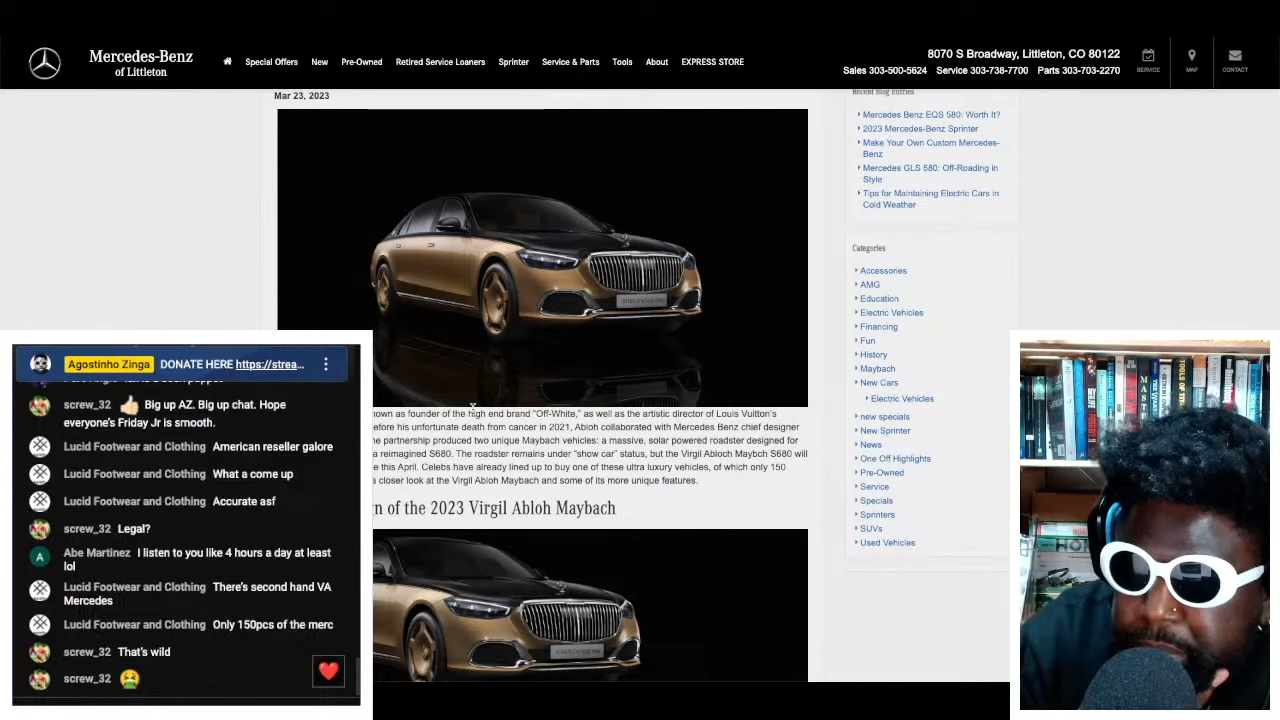 Mercedes-Benz
of Littleton
Special Offers New Pre-Owned Retired Service Loaners Sprinter Service & Parts Tools About EXPRESS STORE
8070 S Broadway, Littleton, CO 80122
Sales 303-500-5624 Service 303-738-7700 Parts 303-703-2270
SERVICE MAP CONTACT
Mar 23, 2023
nown as founder of the high end brand “Off-White,” as well as the artistic director of Louis Vuitton’s
efore his unfortunate death from cancer in 2021, Abloh collaborated with Mercedes Benz chief designer
he partnership produced two unique Maybach vehicles: a massive, solar powered roadster designed for
a reimagined S680. The roadster remains under “show car” status, but the Virgil Abloch Maybch S680 will
e this April. Celebs have already lined up to buy one of these ultra luxury vehicles, of which only 150
a closer look at the Virgil Abloh Maybach and some of its more unique features.
n of the 2023 Virgil Abloh Maybach
Recent Blog Entries
Mercedes Benz EQS 580: Worth It?
2023 Mercedes-Benz Sprinter
Make Your Own Custom Mercedes-
Benz
Mercedes GLS 580: Off-Roading in
Style
Tips for Maintaining Electric Cars in
Cold Weather
Categories
Accessories
AMG
Education
Electric Vehicles
Financing
Fun
History
Maybach
New Cars
Electric Vehicles
new specials
New Sprinter
News
One Off Highlights
Pre-Owned
Service
Specials
Sprinters
SUVs
Used Vehicles
Agostinho Zinga DONATE HERE https://strea...
screw_32 Big up AZ. Big up chat. Hope
everyone's Friday Jr is smooth.
Lucid Footwear and Clothing American reseller galore
Lucid Footwear and Clothing What a come up
Lucid Footwear and Clothing Accurate asf
screw_32 Legal?
A Abe Martinez I listen to you like 4 hours a day at least
lol
Lucid Footwear and Clothing There's second hand VA
Mercedes
Lucid Footwear and Clothing Only 150pcs of the merc
screw_32 That's wild
screw_32